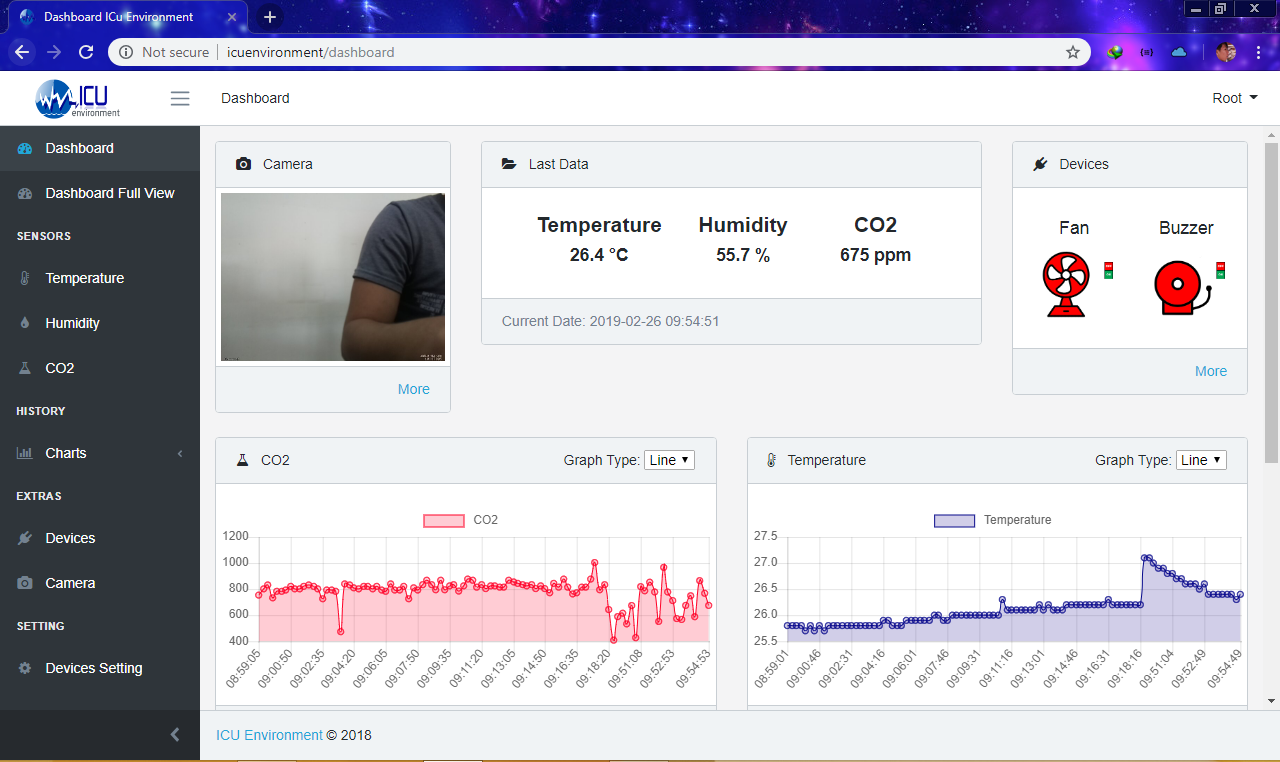 Dashboard ICu Environment
Not secure | icuenvironment/dashboard
ICU
environment
Dashboard
Root
Dashboard
Dashboard Full View
SENSORS
Temperature
Humidity
CO2
HISTORY
Charts
EXTRAS
Devices
Camera
SETTING
Devices Setting
Camera
More
Last Data
Temperature Humidity CO2
26.4 °C 55.7 % 675 ppm
Current Date: 2019-02-26 09:54:51
Devices
Fan Buzzer
More
CO2 Graph Type: Line
CO2
1200
1000
800
600
400
08:59:05 09:00:50 09:02:35 09:04:20 09:06:05 09:07:50 09:09:35 09:11:20 09:13:05 09:14:50 09:16:35 09:18:20 09:51:08 09:52:53 09:54:53
Temperature Graph Type: Line
Temperature
27.5
27.0
26.5
26.0
25.5
08:59:01 09:00:46 09:02:31 09:04:16 09:06:01 09:07:46 09:09:31 09:11:16 09:13:01 09:14:46 09:16:31 09:18:16 09:51:04 09:52:49 09:54:49
ICU Environment © 2018